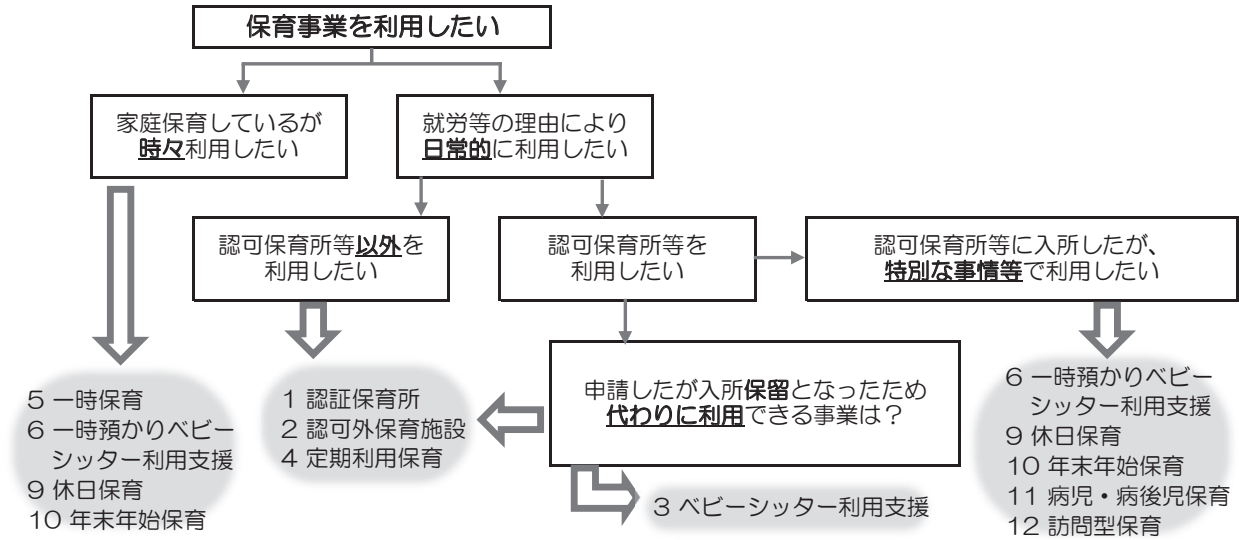 保育事業を利用したい
家庭保育しているが
時々利用したい
就労等の理由により
日常的に利用したい
認可保育所等以外を
利用したい
認可保育所等を
利用したい
認可保育所等に入所したが、
特別な事情等で利用したい
申請したが入所保留となったため
代わりに利用できる事業は?
5 一時保育
6 一時預かりベビー
シッター利用支援
9 休日保育
10 年末年始保育
1 認証保育所
2 認可外保育施設
4 定期利用保育
3 ベビーシッター利用支援
6 一時預かりベビー
シッター利用支援
9 休日保育
10 年末年始保育
11 病児・病後児保育
12 訪問型保育